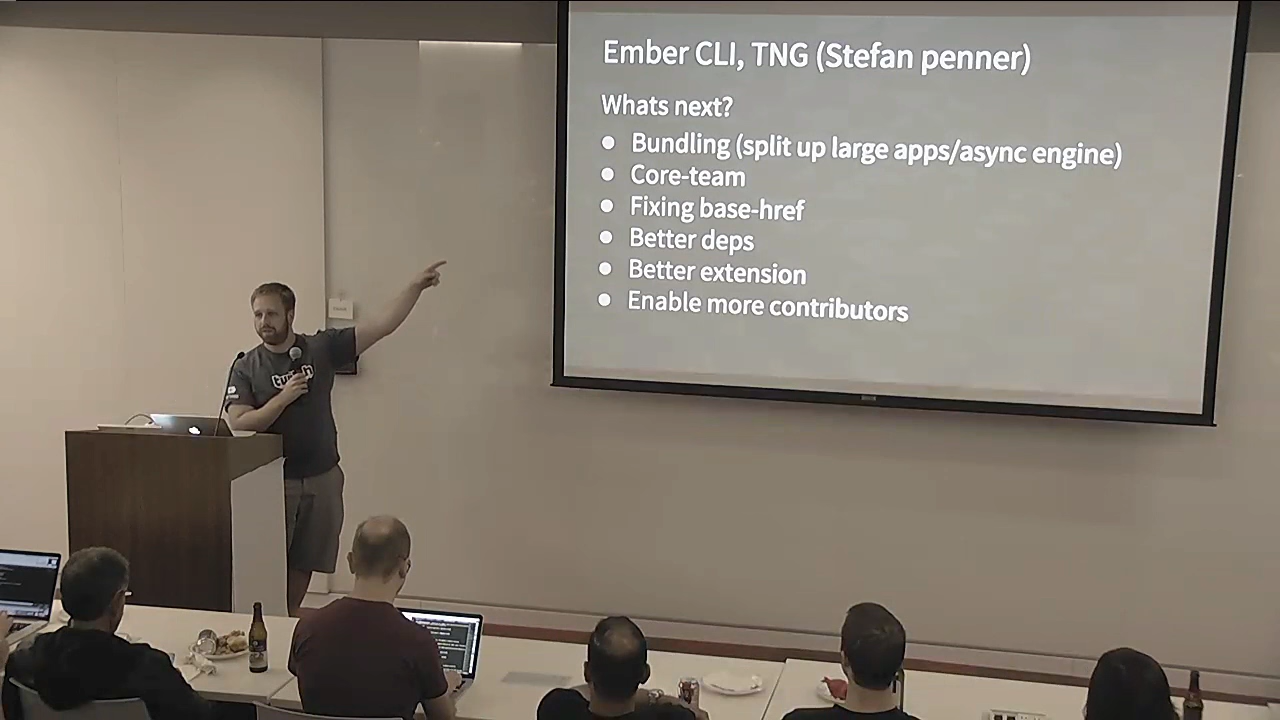 Ember CLI, TNG (Stefan penner)
Whats next?
● Bundling (split up large apps/async engine)
● Core-team
● Fixing base-href
● Better deps
● Better extension
● Enable more contributors